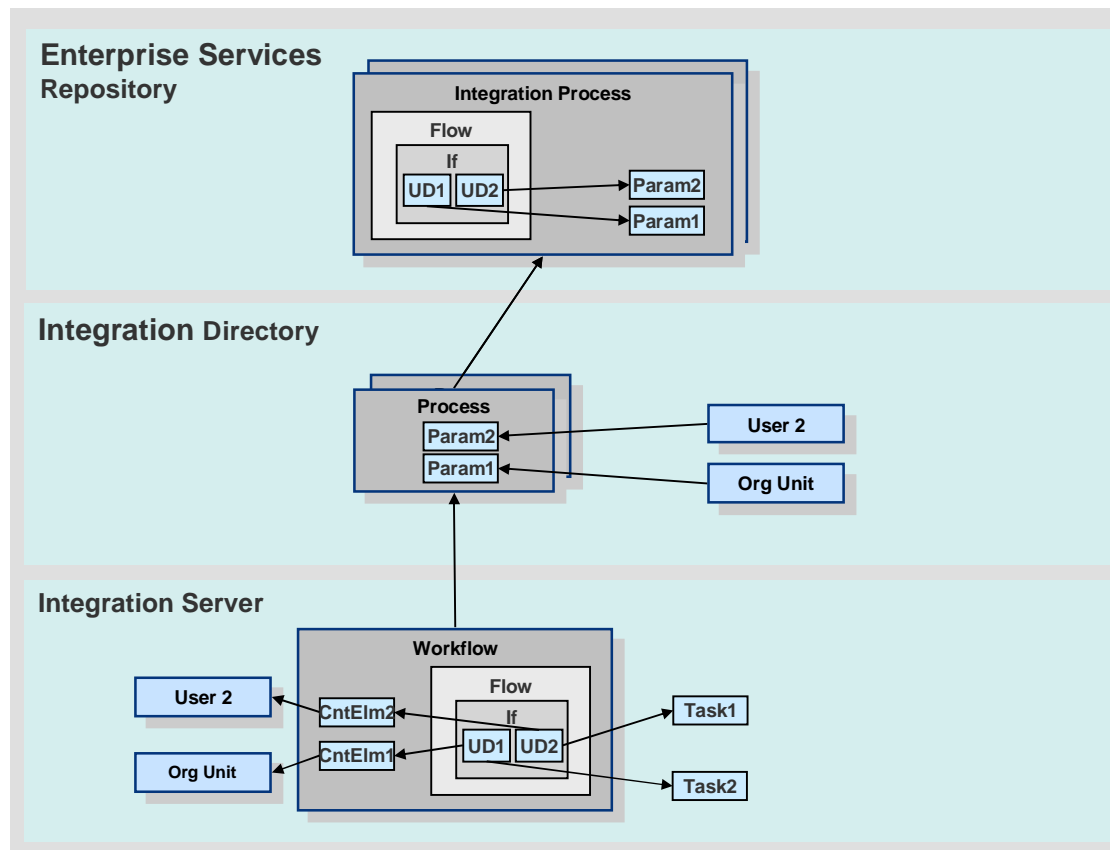 Enterprise Services
Repository
Integration Process
Flow
If
UD1 UD2
Param2
Param1
Integration Directory
Process
Param2
Param1
User 2
Org Unit
Integration Server
Workflow
Flow
If
UD1 UD2
User 2
CntElm2
Org Unit
CntElm1
Task1
Task2